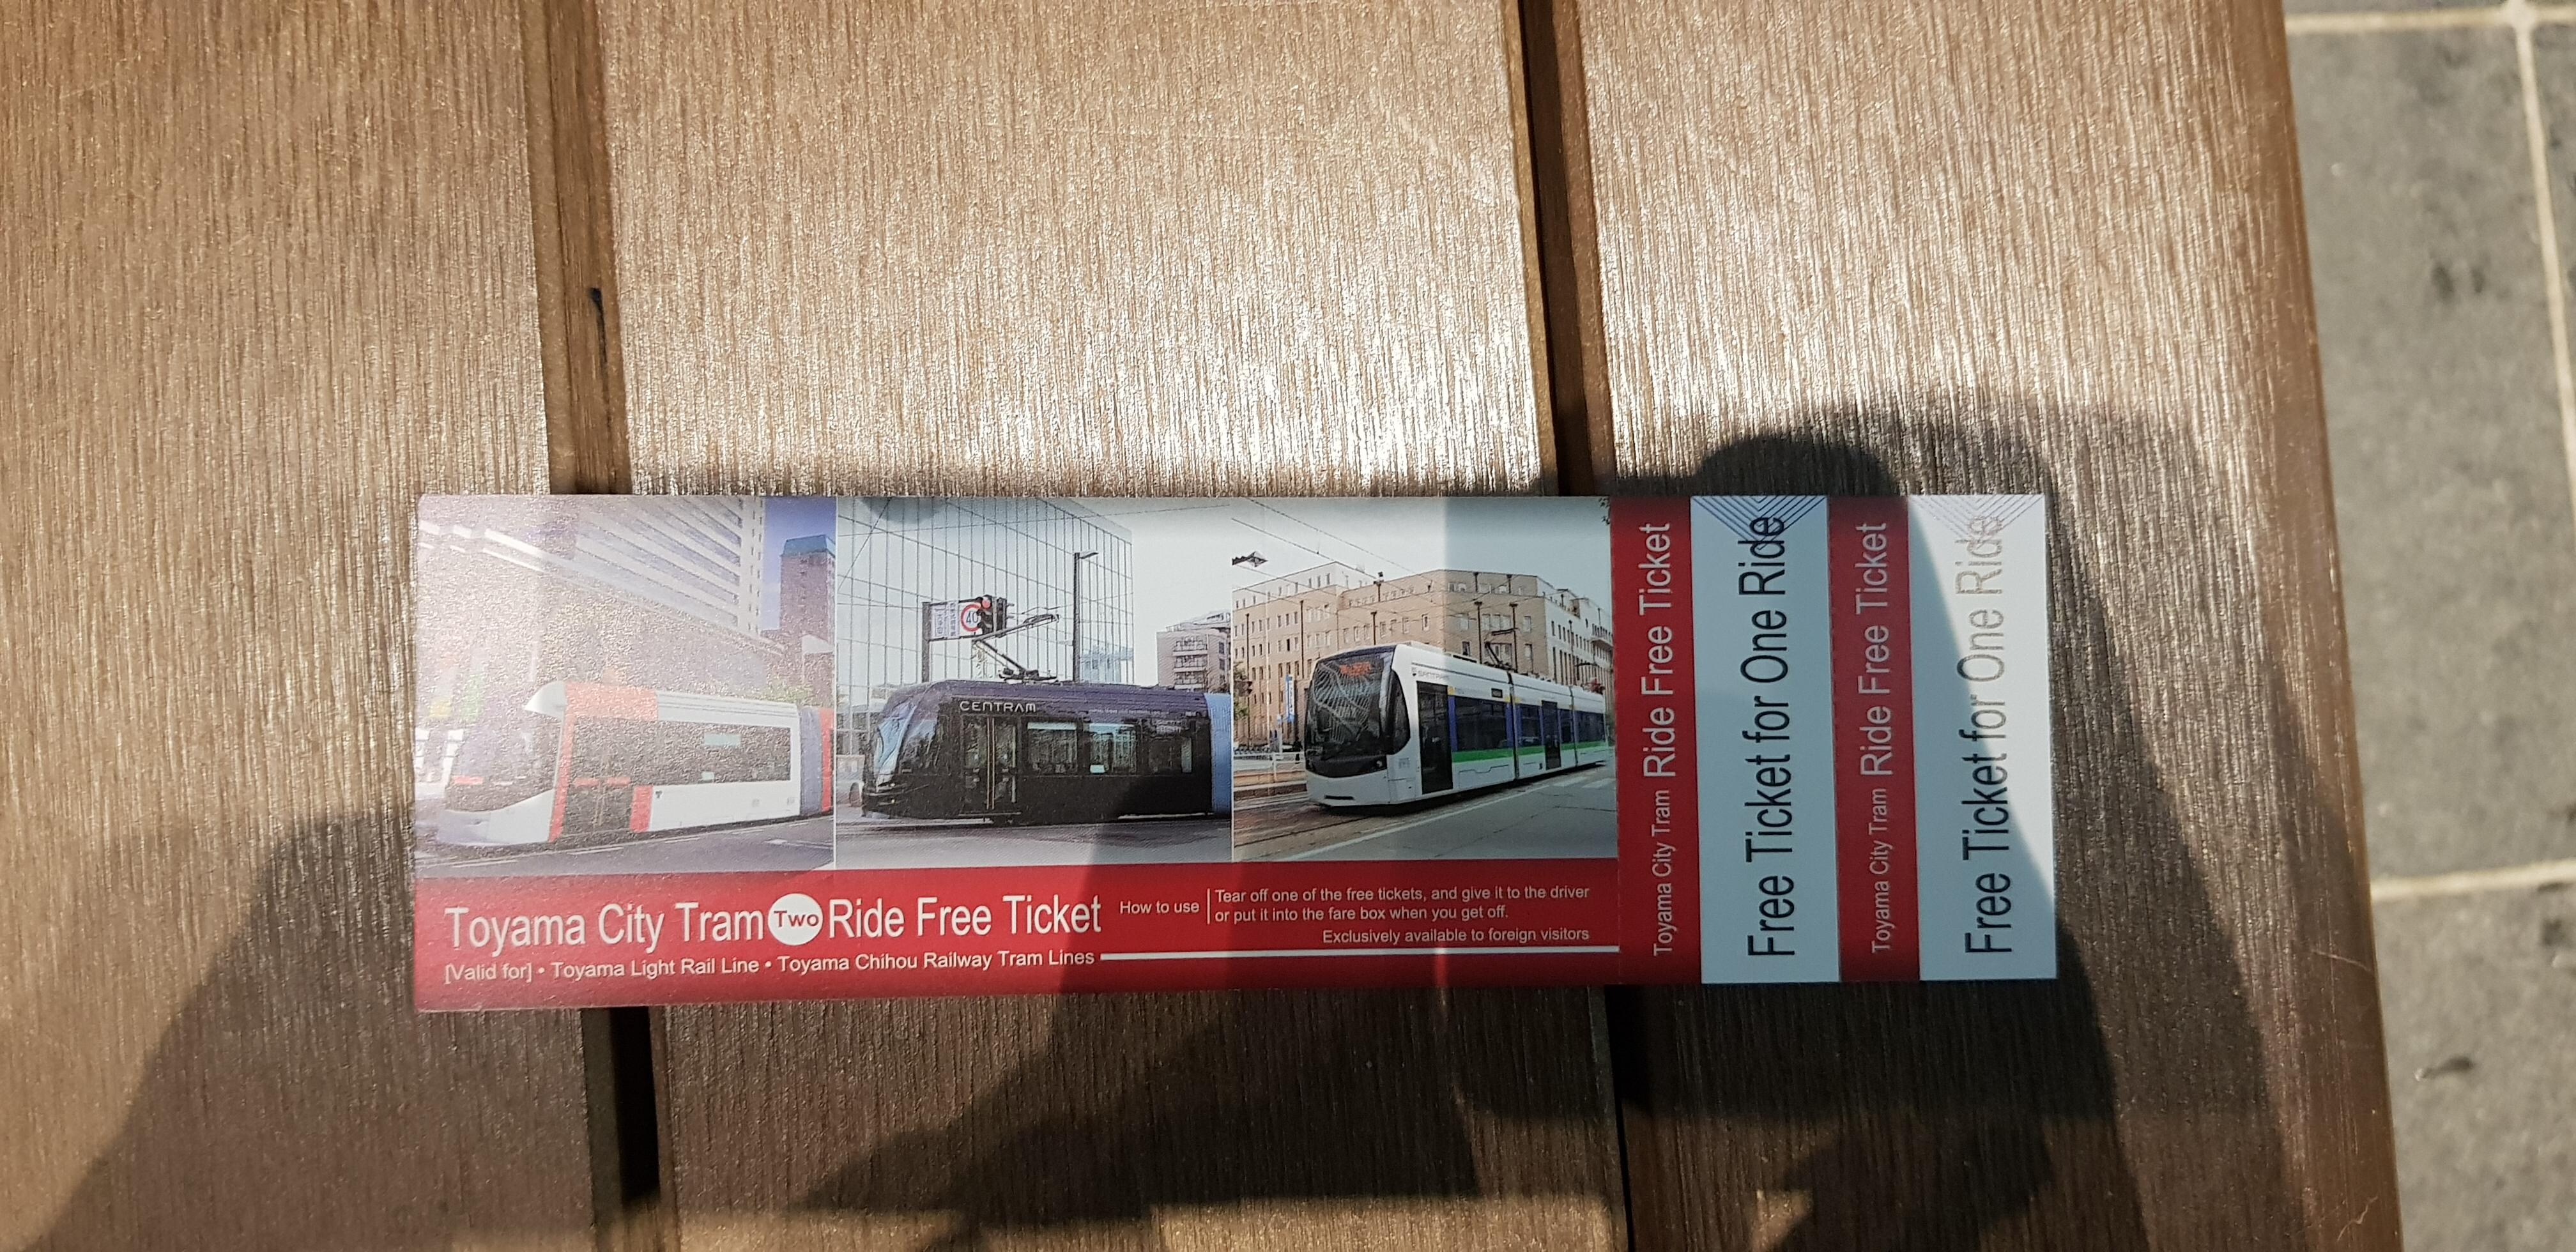 CENTRAM
40
Toyama City Tram Two Ride Free Ticket
[Valid for] • Toyama Light Rail Line • Toyama Chihou Railway Tram Lines
How to use
Tear off one of the free tickets, and give it to the driver
or put it into the fare box when you get off.
Exclusively available to foreign visitors
Toyama City Tram Ride Free Ticket
Free Ticket for One Ride
Toyama City Tram Ride Free Ticket
Free Ticket for One Ride